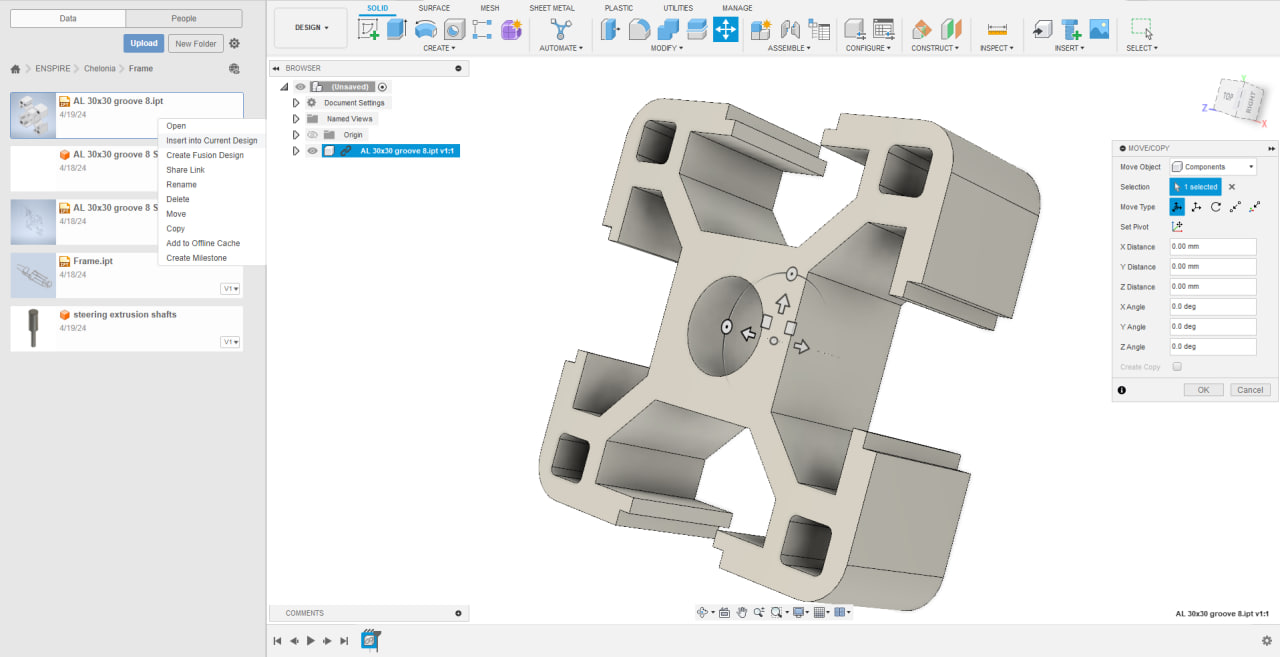 Data People
Upload New Folder
ENSPIRE Chelonia Frame
AL 30x30 groove 8.ipt
4/19/24
AL 30x30 groove 8 S
4/18/24
AL 30x30 groove 8 S
4/18/24
Frame.ipt
4/18/24
V1
steering extrusion shafts
4/19/24
V1
Open
Insert into Current Design
Create Fusion Design
Share Link
Rename
Delete
Move
Copy
Add to Offline Cache
Create Milestone
DESIGN
SOLID SURFACE MESH SHEET METAL PLASTIC UTILITIES MANAGE
CREATE AUTOMATE MODIFY ASSEMBLE CONFIGURE CONSTRUCT INSPECT INSERT SELECT
BROWSER
(Unsaved)
Document Settings
Named Views
Origin
AL 30x30 groove 8.ipt v1:1
Y
TOP RIGHT
Z
X
MOVE/COPY
Move Object Components
Selection 1 selected
Move Type
Set Pivot
X Distance 0.00 mm
Y Distance 0.00 mm
Z Distance 0.00 mm
X Angle 0.0 deg
Y Angle 0.0 deg
Z Angle 0.0 deg
Create Copy
OK Cancel
COMMENTS
AL 30x30 groove 8.ipt v1:1